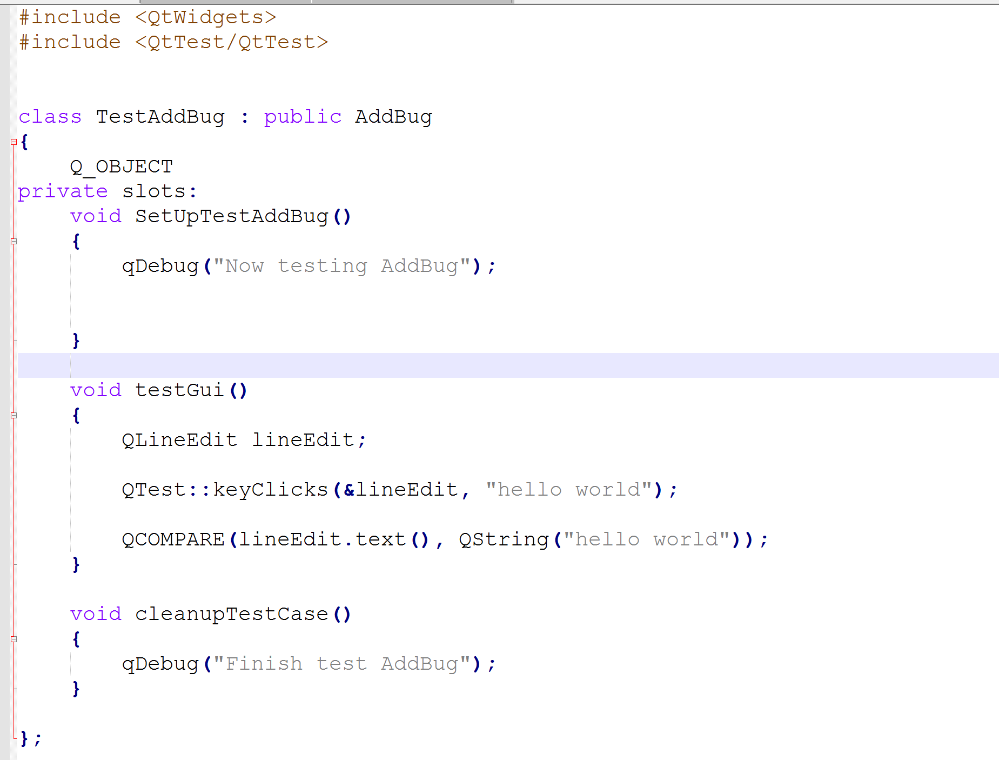 #include <QtWidgets>
#include <QtTest/QtTest>
class TestAddBug : public AddBug
{
Q_OBJECT
private slots:
void SetUpTestAddBug()
{
qDebug("Now testing AddBug");
}
void testGui()
{
QLineEdit lineEdit;
QTest::keyClicks(&lineEdit, "hello world");
QCOMPARE(lineEdit.text(), QString("hello world"));
}
void cleanupTestCase()
{
qDebug("Finish test AddBug");
}
};